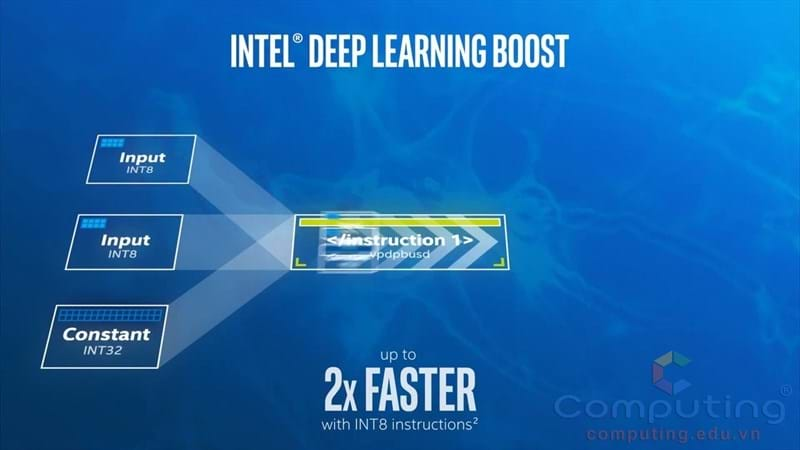 INTEL® DEEP LEARNING BOOST
Input
INT8
Input
INT8
Constant
INT32
</instruction 1>
vpdpbusd
up to
2x FASTER
with INT8 instructions²
Computing®
computing.edu.vn